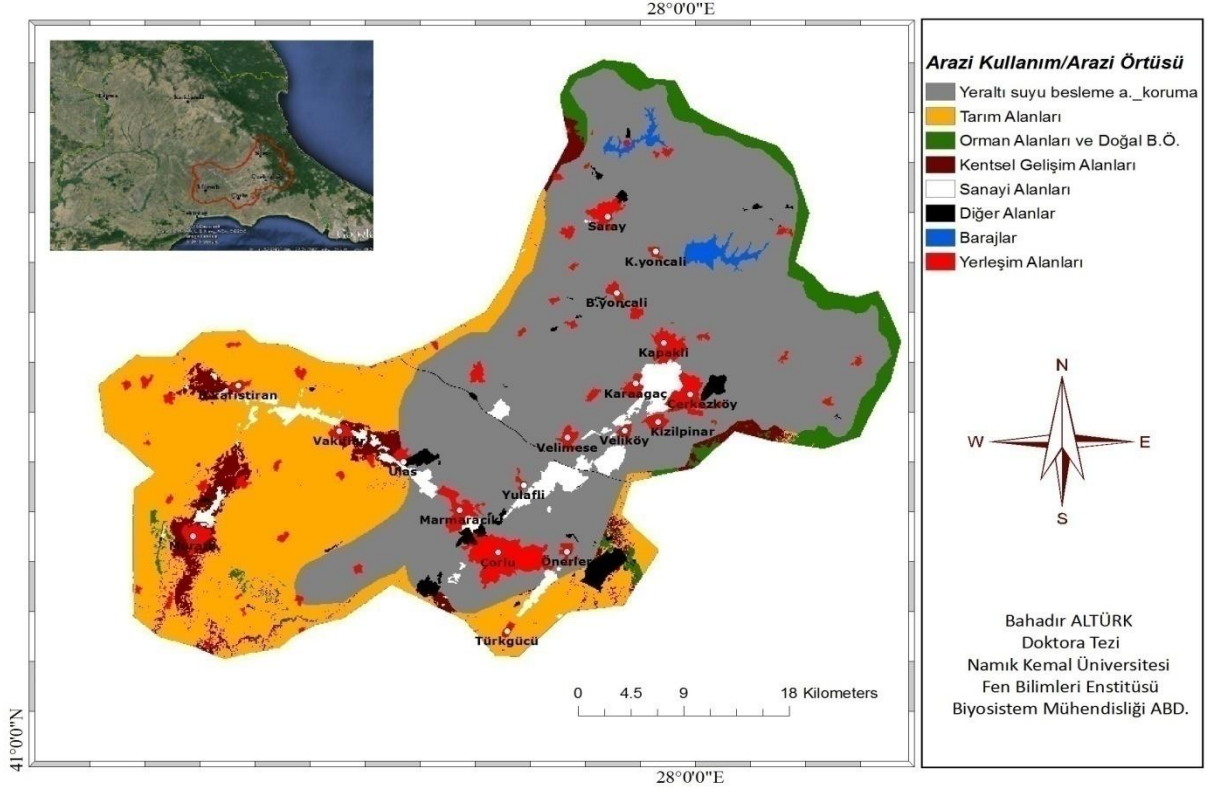 28°0'0"E
Arazi Kullanım/Arazi Örtüsü
Yeraltı suyu besleme a._koruma
Tarım Alanları
Orman Alanları ve Doğal B.Ö.
Kentsel Gelişim Alanları
Sanayi Alanları
Diğer Alanlar
Barajlar
Yerleşim Alanları
Saray
K.yoncali
B.yoncali
Kapakli
Karaagaç
Çerkezköy
Kizilpinar
Velimese
Veliköy
Ulas
Yulafli
Marmaracik
Çorlu
Önerler
Türkgücü
N
W
E
S
0 4.5 9 18 Kilometers
Bahadır ALTÜRK
Doktora Tezi
Namık Kemal Üniversitesi
Fen Bilimleri Enstitüsü
Biyosistem Mühendisliği ABD.
41°0'0"N
28°0'0"E